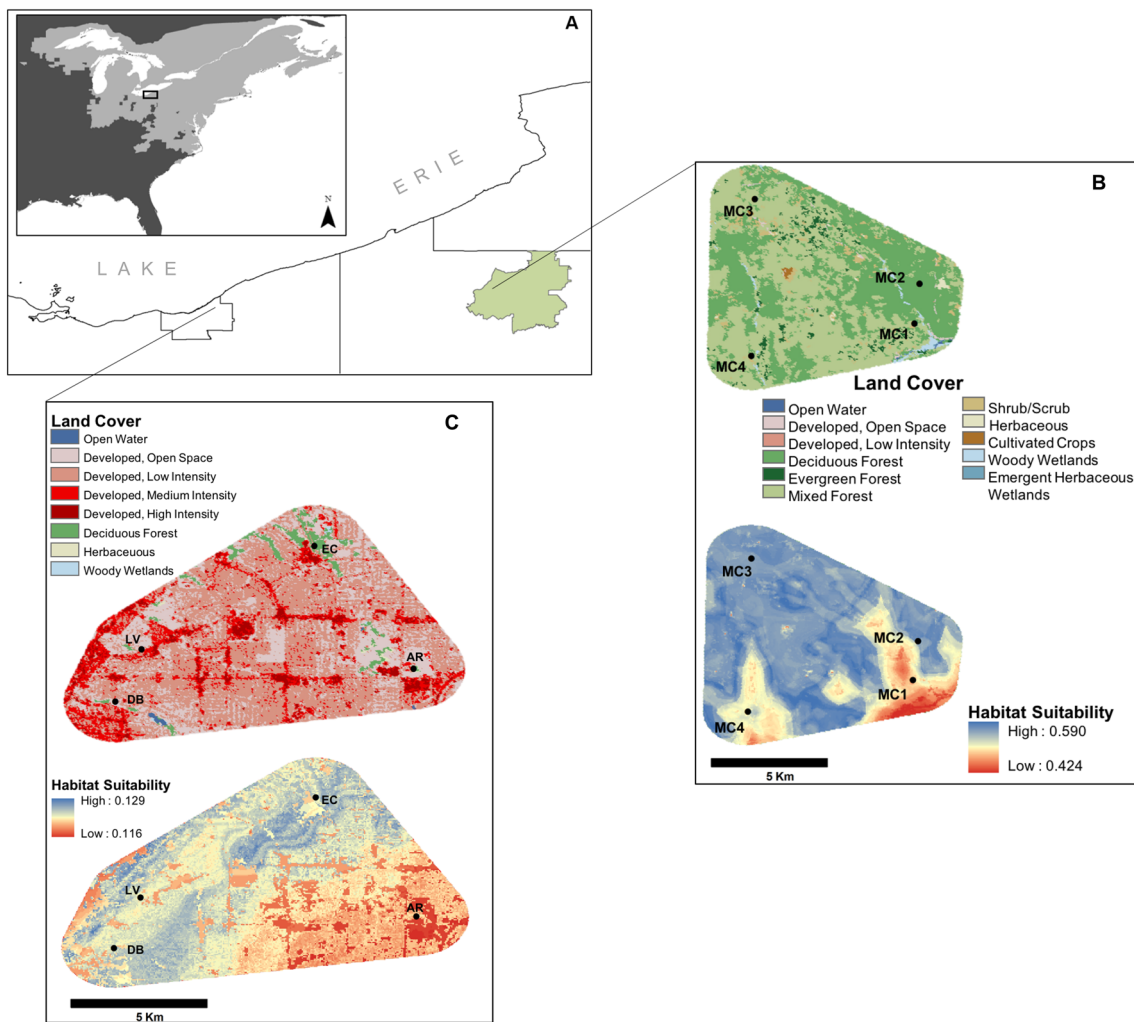 A
N
ERIE
LAKE
B
MC3
MC2
MC1
MC4
Land Cover
Open Water
Developed, Open Space
Developed, Low Intensity
Deciduous Forest
Evergreen Forest
Mixed Forest
Shrub/Scrub
Herbaceous
Cultivated Crops
Woody Wetlands
Emergent Herbaceous
Wetlands
MC3
MC2
MC1
MC4
Habitat Suitability
High : 0.590
Low : 0.424
5 Km
C
Land Cover
Open Water
Developed, Open Space
Developed, Low Intensity
Developed, Medium Intensity
Developed, High Intensity
Deciduous Forest
Herbaceuous
Woody Wetlands
EC
LV
AR
DB
Habitat Suitability
High : 0.129
Low : 0.116
EC
LV
AR
DB
5 Km